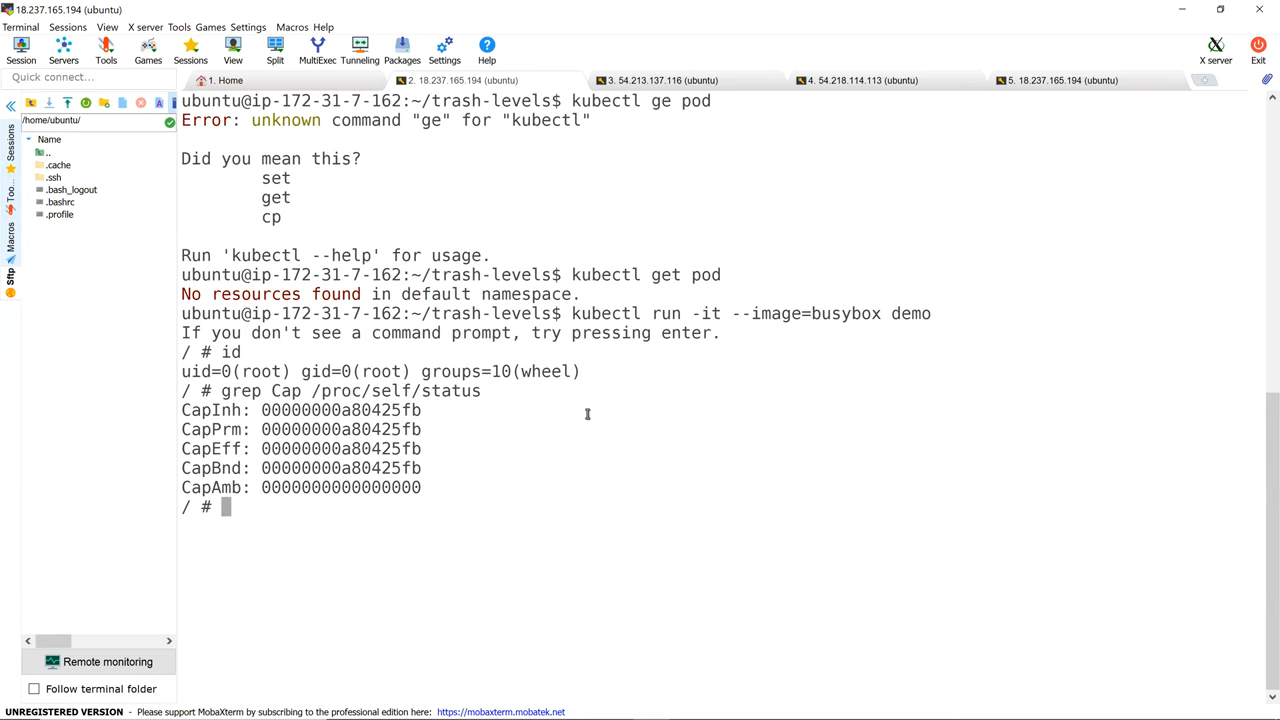 18.237.165.194 (ubuntu)
Terminal Sessions View X server Tools Games Settings Macros Help
Session Servers Tools Games Sessions View Split MultiExec Tunneling Packages Settings Help X server Exit
Quick connect...
1. Home
2. 18.237.165.194 (ubuntu)
3. 54.213.137.116 (ubuntu)
4. 54.218.114.113 (ubuntu)
5. 18.237.165.194 (ubuntu)
/home/ubuntu/
Name
..
.cache
.ssh
.bash_logout
.bashrc
.profile
Sessions
Too...
Macros
Sftp
ubuntu@ip-172-31-7-162:~/trash-levels$ kubectl ge pod
Error: unknown command "ge" for "kubectl"
Did you mean this?
set
get
cp
Run 'kubectl --help' for usage.
ubuntu@ip-172-31-7-162:~/trash-levels$ kubectl get pod
No resources found in default namespace.
ubuntu@ip-172-31-7-162:~/trash-levels$ kubectl run -it --image=busybox demo
If you don't see a command prompt, try pressing enter.
/ # id
uid=0(root) gid=0(root) groups=10(wheel)
/ # grep Cap /proc/self/status
CapInh: 00000000a80425fb
CapPrm: 00000000a80425fb
CapEff: 00000000a80425fb
CapBnd: 00000000a80425fb
CapAmb: 0000000000000000
/ #
Remote monitoring
Follow terminal folder
UNREGISTERED VERSION - Please support MobaXterm by subscribing to the professional edition here: https://mobaxterm.mobatek.net